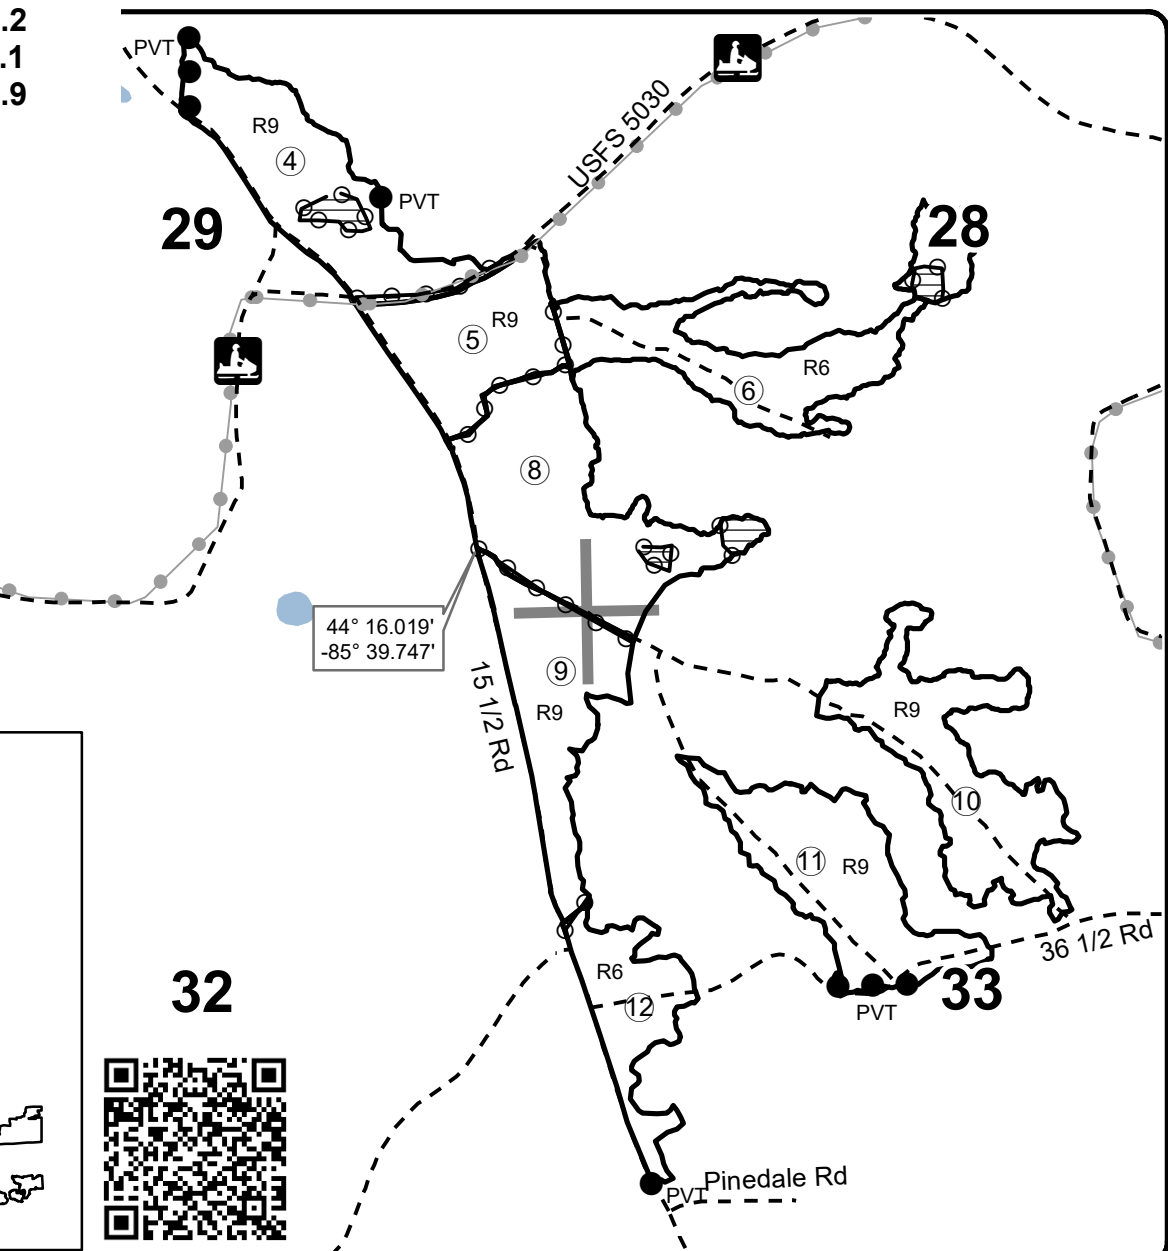 .2
.1
.9
PVT
R9
④
PVT
USFS 5030
29
28
R9
⑤
R6
⑥
⑧
44° 16.019'
-85° 39.747'
⑨
R9
15 1/2 Rd
R9
⑩
⑪
R9
36 1/2 Rd
32
R6
⑫
33
PVT
PVT
Pinedale Rd